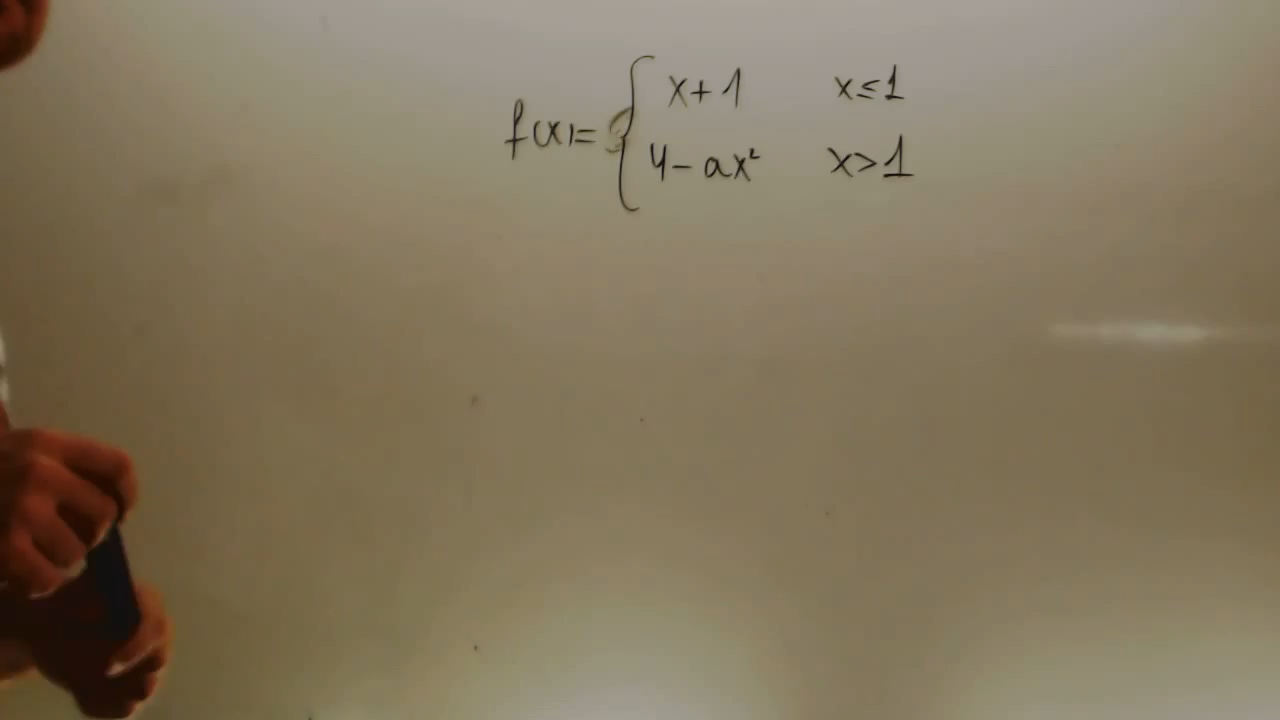 f(x)= { x+1 x≤1
4-ax² x>1